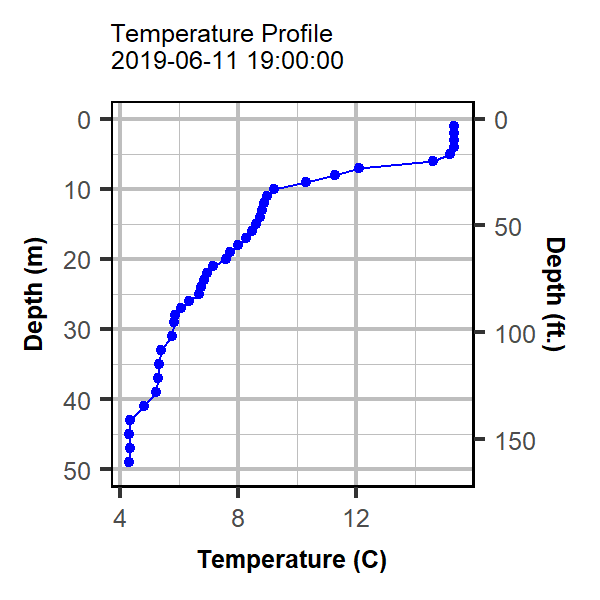 Temperature Profile
2019-06-11 19:00:00
0
10
20
30
40
50
Depth (m)
0
50
100
150
Depth (ft.)
4 8 12
Temperature (C)